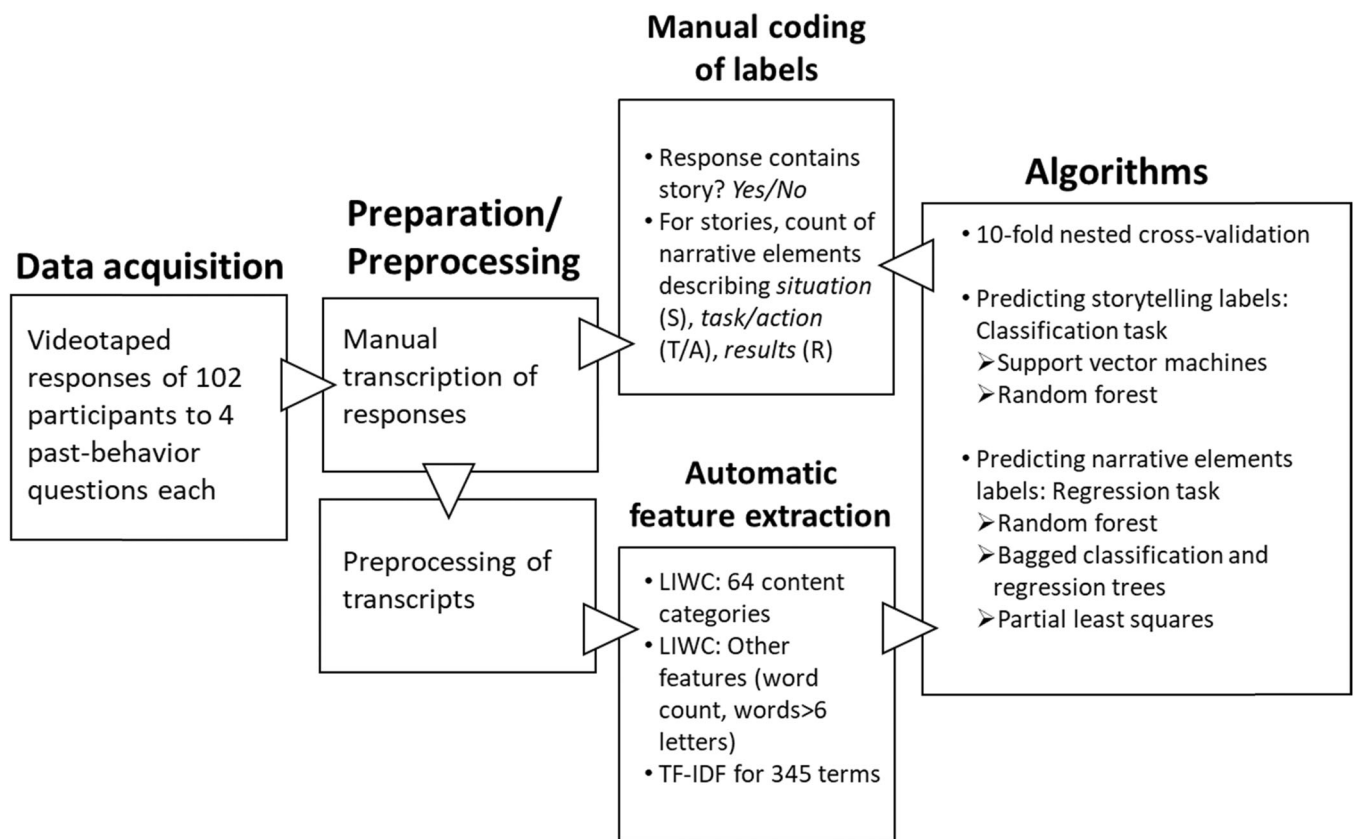 Data acquisition
Videotaped
responses of 102
participants to 4
past-behavior
questions each
Preparation/
Preprocessing
Manual
transcription of
responses
Preprocessing of
transcripts
Manual coding
of labels
• Response contains
story? Yes/No
• For stories, count of
narrative elements
describing situation
(S), task/action
(T/A), results (R)
Automatic
feature extraction
• LIWC: 64 content
categories
• LIWC: Other
features (word
count, words>6
letters)
• TF-IDF for 345 terms
Algorithms
• 10-fold nested cross-validation
• Predicting storytelling labels:
Classification task
➢Support vector machines
➢Random forest
• Predicting narrative elements
labels: Regression task
➢Random forest
➢Bagged classification and
regression trees
➢Partial least squares